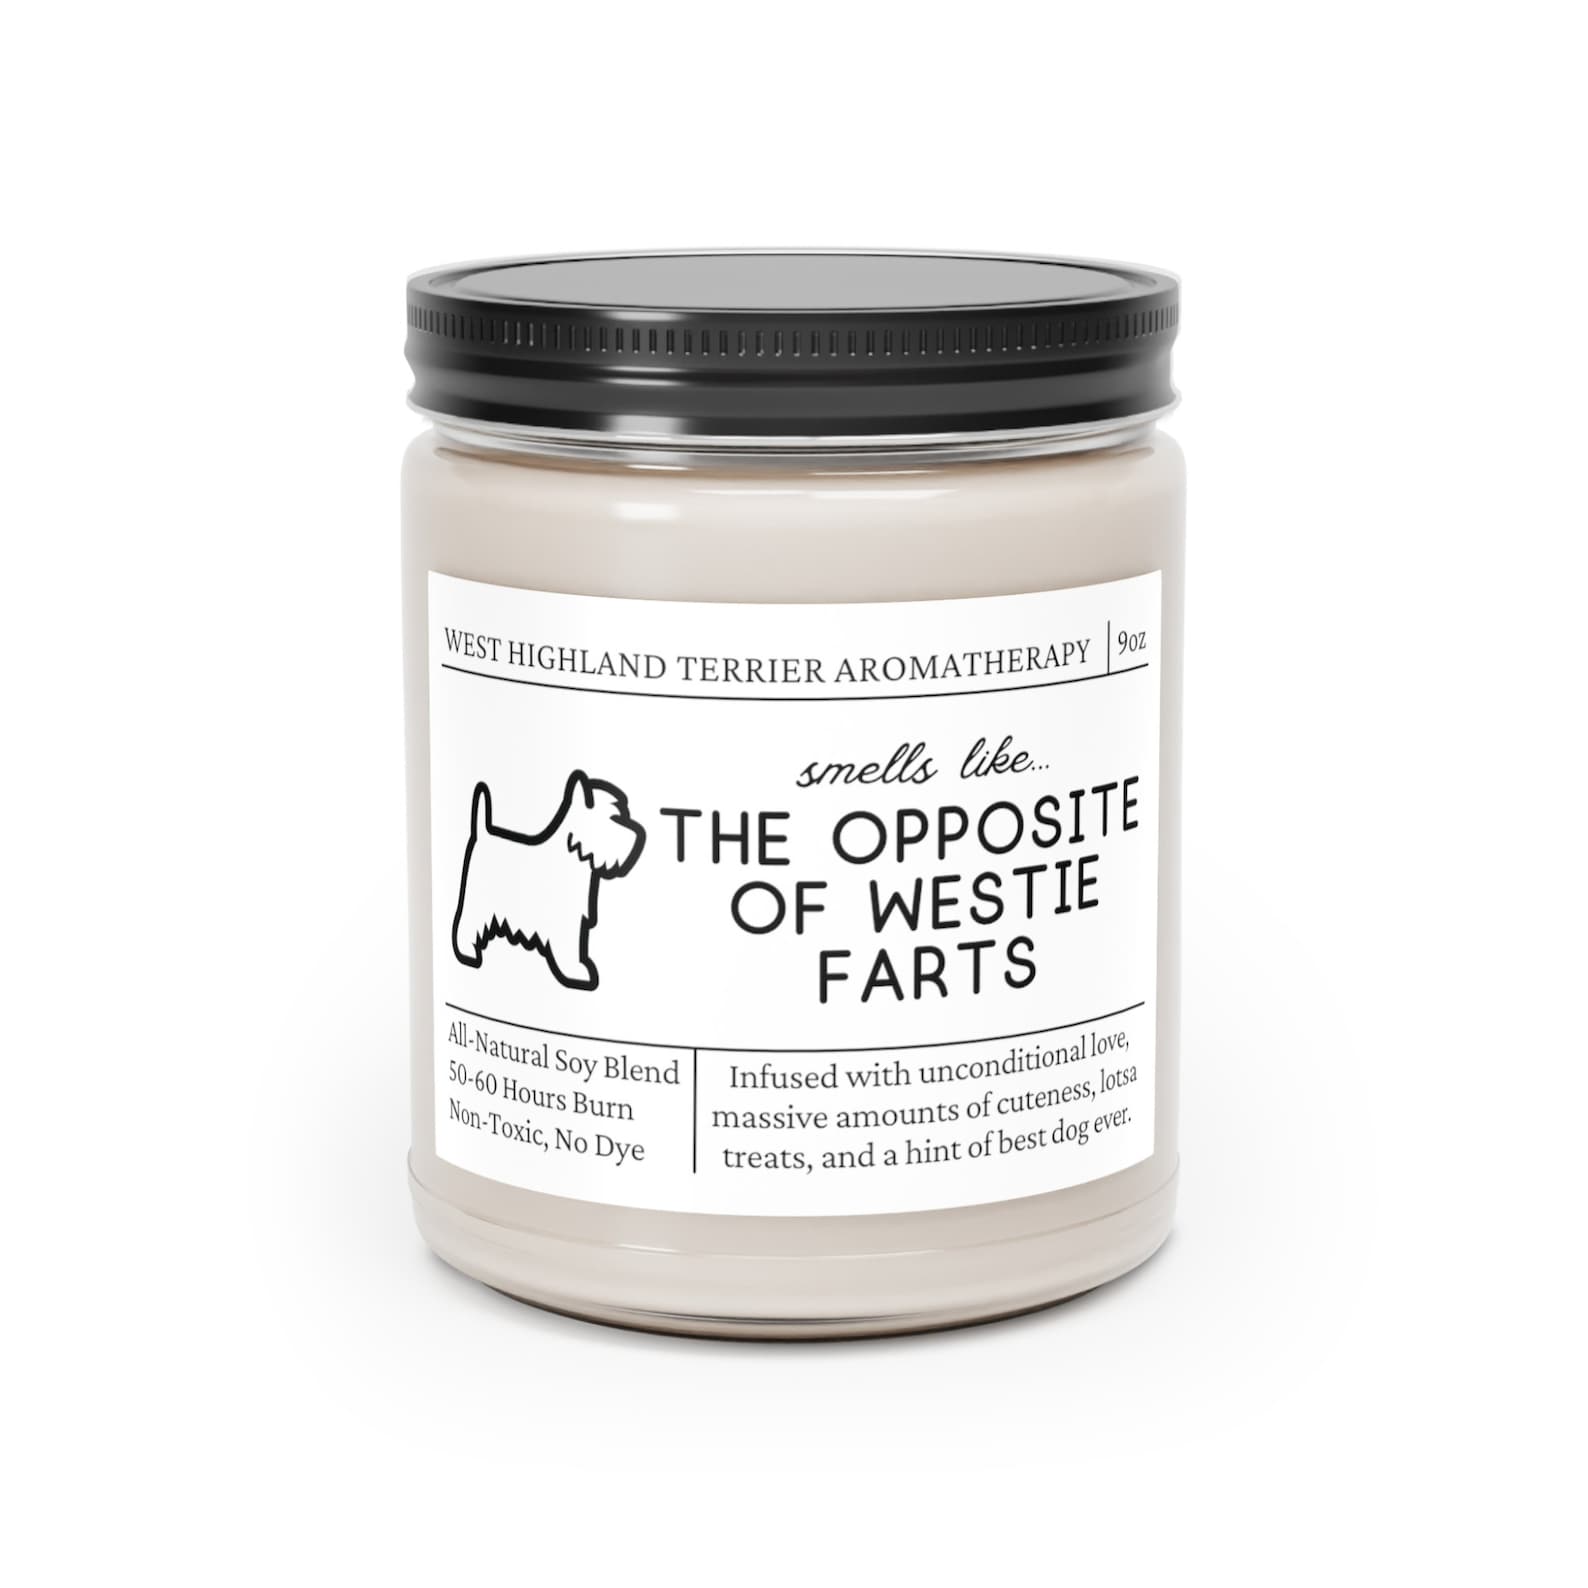 WEST HIGHLAND TERRIER AROMATHERAPY | 9oz
smells like...
THE OPPOSITE
OF WESTIE
FARTS
All-Natural Soy Blend
50-60 Hours Burn
Non-Toxic, No Dye
Infused with unconditional love,
massive amounts of cuteness, lotsa
treats, and a hint of best dog ever.